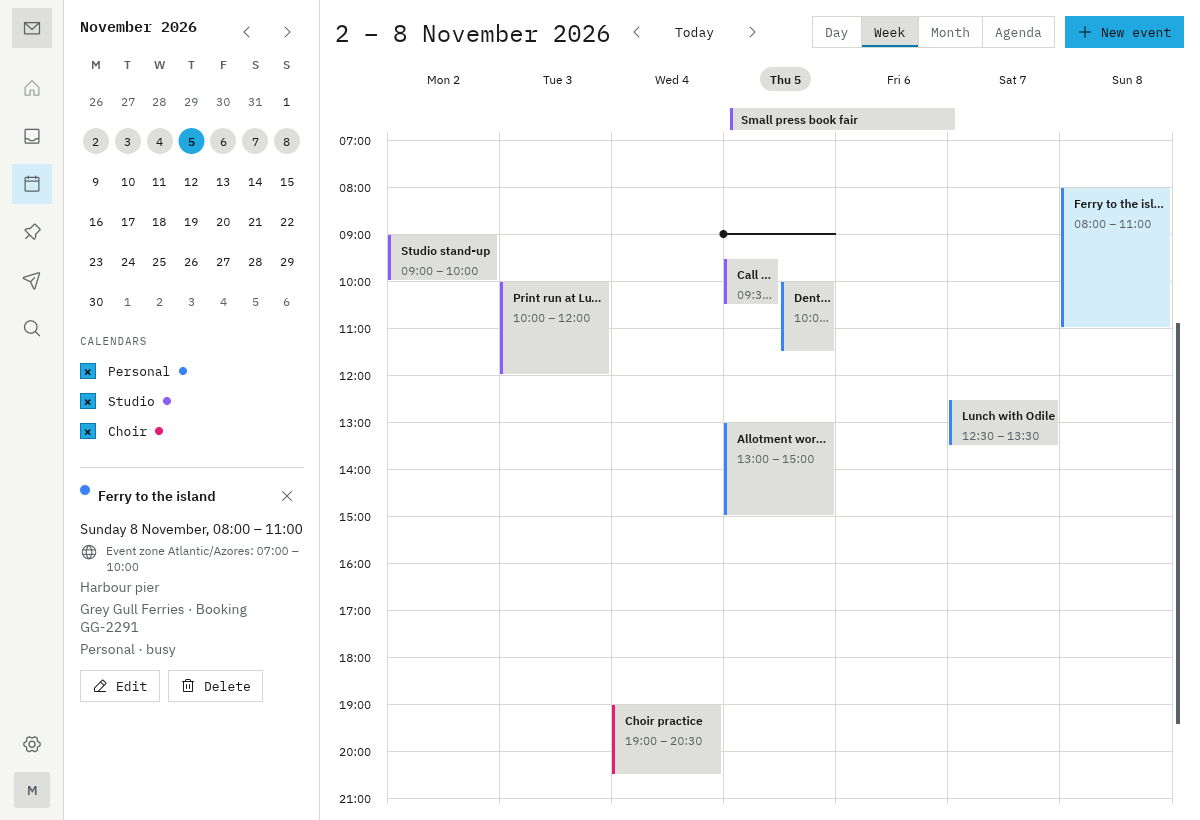 November 2026
M T W T F S S
26 27 28 29 30 31 1
2 3 4 5 6 7 8
9 10 11 12 13 14 15
16 17 18 19 20 21 22
23 24 25 26 27 28 29
30 1 2 3 4 5 6
CALENDARS
Personal
Studio
Choir
Ferry to the island
Sunday 8 November, 08:00 – 11:00
Event zone Atlantic/Azores: 07:00 –
10:00
Harbour pier
Grey Gull Ferries · Booking
GG-2291
Personal · busy
Edit Delete
M
2 – 8 November 2026
Today
Day Week Month Agenda
New event
Mon 2 Tue 3 Wed 4 Thu 5 Fri 6 Sat 7 Sun 8
Small press book fair
07:00
08:00
09:00
10:00
11:00
12:00
13:00
14:00
15:00
16:00
17:00
18:00
19:00
20:00
21:00
Studio stand-up
09:00 – 10:00
Print run at Lu...
10:00 – 12:00
Choir practice
19:00 – 20:30
Call ...
09:3...
Dent...
10:0...
Allotment wor...
13:00 – 15:00
Lunch with Odile
12:30 – 13:30
Ferry to the isl...
08:00 – 11:00